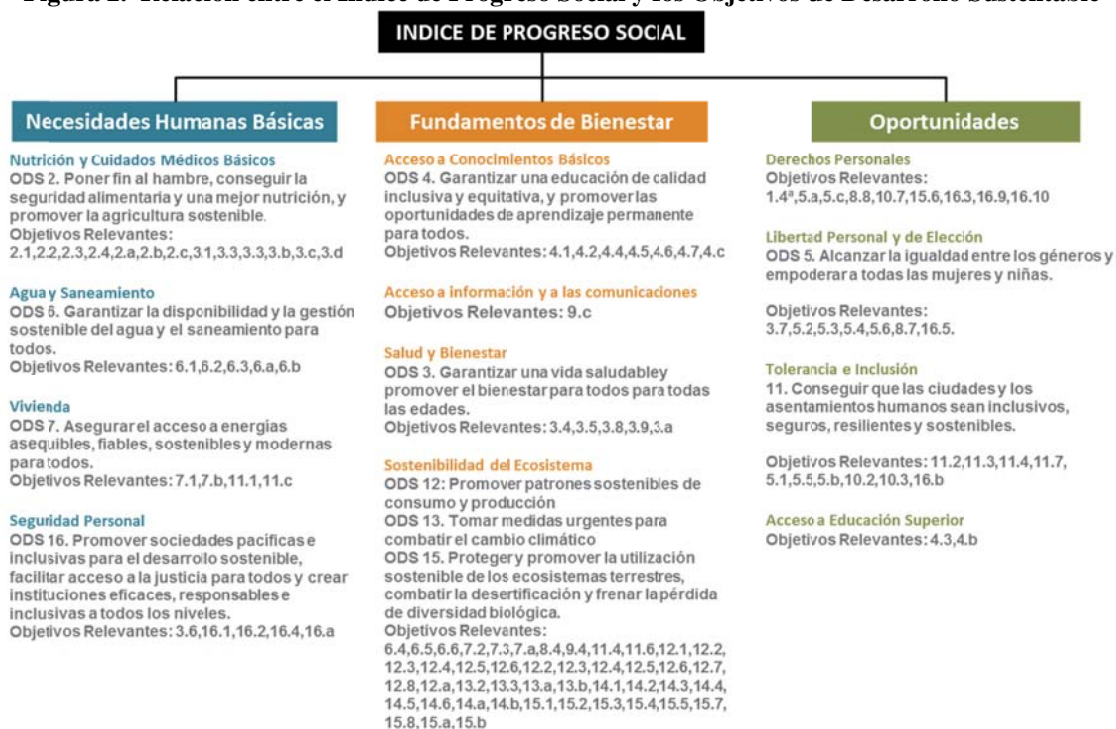 Figura Relación entre el Índice de Progreso Social y los Objetivos de Desarrollo Sustentable
INDICE DE PROGRESO SOCIAL
Necesidades Humanas Básicas
Nutrición y Cuidados Médicos Básicos
ODS 2. Poner fin al hambre, conseguir la
seguridad alimentaria y una mejor nutrición, y
promover la agricultura sostenible.
Objetivos Relevantes:
2.1,2.2,2.3,2.4,2.a,2.b,2.c,3.1,3.3,3.3,3.b,3.c,3.d
Agua y Saneamiento
ODS 6. Garantizar la disponibilidad y la gestión
sostenible del agua y el saneamiento para
todos.
Objetivos Relevantes: 6.1,6.2,6.3,6.a,6.b
Vivienda
ODS 7. Asegurar el acceso a energías
asequibles, fiables, sostenibles y modernas
para todos.
Objetivos Relevantes: 7.1,7.b,11.1,11.c
Seguridad Personal
ODS 16. Promover sociedades pacíficas e
inclusivas para el desarrollo sostenible,
facilitar acceso a la justicia para todos y crear
instituciones eficaces, responsables e
inclusivas a todos los niveles.
Objetivos Relevantes: 3.6,16.1,16.2,16.4,16.a
Fundamentos de Bienestar
Acceso a Conocimientos Básicos
ODS 4. Garantizar una educación de calidad
inclusiva y equitativa, y promover las
oportunidades de aprendizaje permanente
para todos.
Objetivos Relevantes: 4.1,4.2,4.4,4.5,4.6,4.7,4.c
Acceso a información y a las comunicaciones
Objetivos Relevantes: 9.c
Salud y Bienestar
ODS 3. Garantizar una vida saludable y
promover el bienestar para todos para todas
las edades.
Objetivos Relevantes: 3.4,3.5,3.8,3.9,3.a
Sostenibilidad del Ecosistema
ODS 12: Promover patrones sostenibles de
consumo y producción
ODS 13. Tomar medidas urgentes para
combatir el cambio climático
ODS 15. Proteger y promover la utilización
sostenible de los ecosistemas terrestres,
combatir la desertificación y frenar la pérdida
de diversidad biológica.
Objetivos Relevantes:
6.4,6.5,6.6,7.2,7.3,7.a,8.4,9.4,11.4,11.6,12.1,12.2,
12.3,12.4,12.5,12.6,12.2,12.3,12.4,12.5,12.6,12.7,
12.8,12.a,13.2,13.3,13.a,13.b,14.1,14.2,14.3,14.4,
14.5,14.6,14.a,14.b,15.1,15.2,15.3,15.4,15.5,15.7,
15.8,15.a,15.b
Oportunidades
Derechos Personales
Objetivos Relevantes:
1.4ª,5.a,5.c,8.8,10.7,15.6,16.3,16.9,16.10
Libertad Personal y de Elección
ODS 5. Alcanzar la igualdad entre los géneros y
empoderar a todas las mujeres y niñas.
Objetivos Relevantes:
3.7,5.2,5.3,5.4,5.6,8.7,16.5.
Tolerancia e Inclusión
11. Conseguir que las ciudades y los
asentamientos humanos sean inclusivos,
seguros, resilientes y sostenibles.
Objetivos Relevantes: 11.2,11.3,11.4,11.7,
5.1,5.5,5.b,10.2,10.3,16.b
Acceso a Educación Superior
Objetivos Relevantes: 4.3,4.b